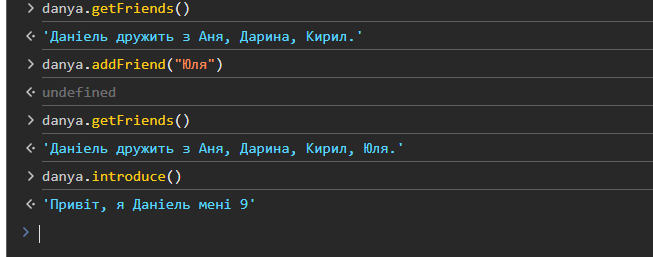 > danya.getFriends()
<· 'Даніель дружить з Аня, Дарина, Кирил.'
> danya.addFriend("Юля")
<· undefined
> danya.getFriends()
<· 'Даніель дружить з Аня, Дарина, Кирил, Юля.'
> danya.introduce()
<· 'Привіт, я Даніель мені 9'
>